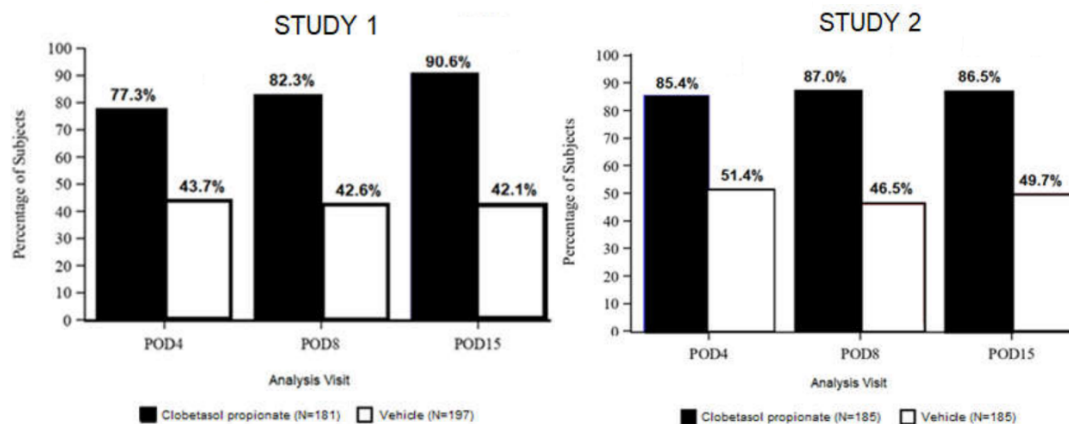 STUDY 1
100
90
80
70
60
50
40
30
20
10
0
Percentage of Subjects
77.3%
43.7%
82.3%
42.6%
90.6%
42.1%
POD4
POD8
POD15
Analysis Visit
Clobetasol propionate (N=181)
Vehicle (N=197)
STUDY 2
100
90
80
70
60
50
40
30
20
10
0
Percentage of Subjects
85.4%
51.4%
87.0%
46.5%
86.5%
49.7%
POD4
POD8
POD15
Analysis Visit
Clobetasol propionate (N=185)
Vehicle (N=185)